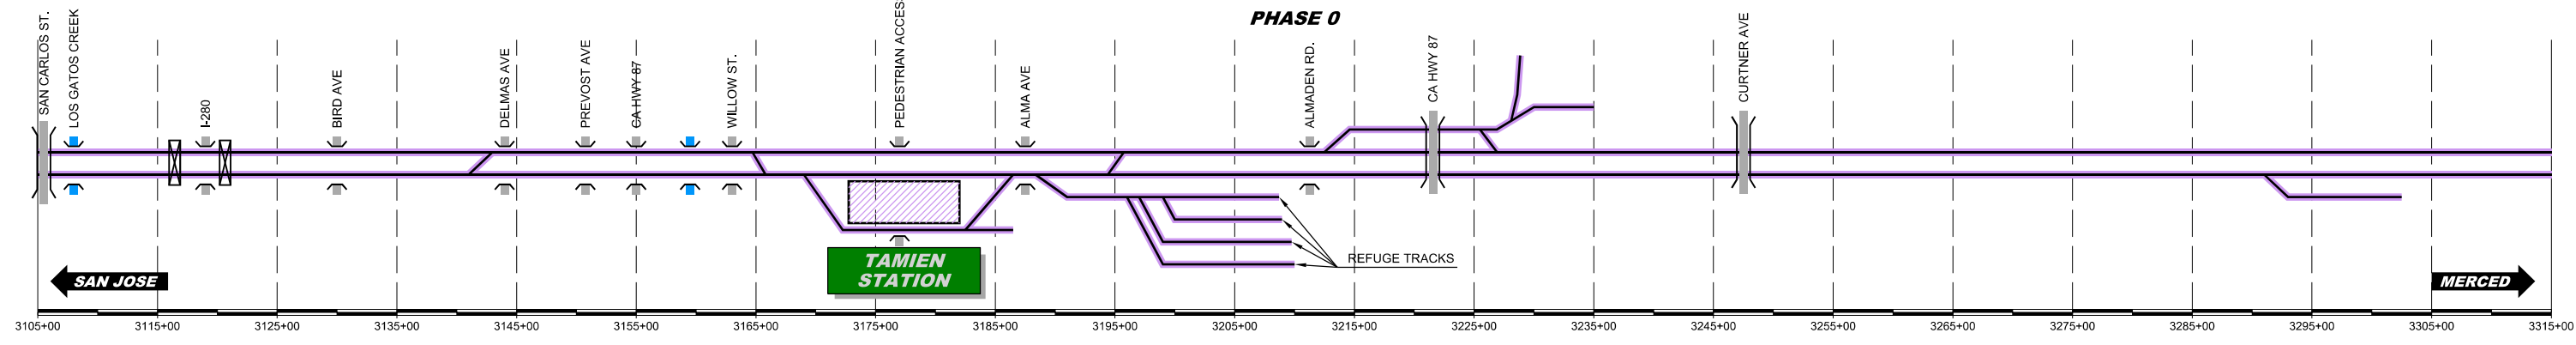 PHASE 0
SAN CARLOS ST.
LOS GATOS CREEK
I-280
BIRD AVE
DELMAS AVE
PREVOST AVE
CA HWY 87
WILLOW ST.
PEDESTRIAN ACCES
ALMA AVE
ALMADEN RD.
CA HWY 87
CURTNER AVE
REFUGE TRACKS
TAMIEN
STATION
SAN JOSE
MERCED
3105+00 3115+00 3125+00 3135+00 3145+00 3155+00 3165+00 3175+00 3185+00 3195+00 3205+00 3215+00 3225+00 3235+00 3245+00 3255+00 3265+00 3275+00 3285+00 3295+00 3305+00 3315+00